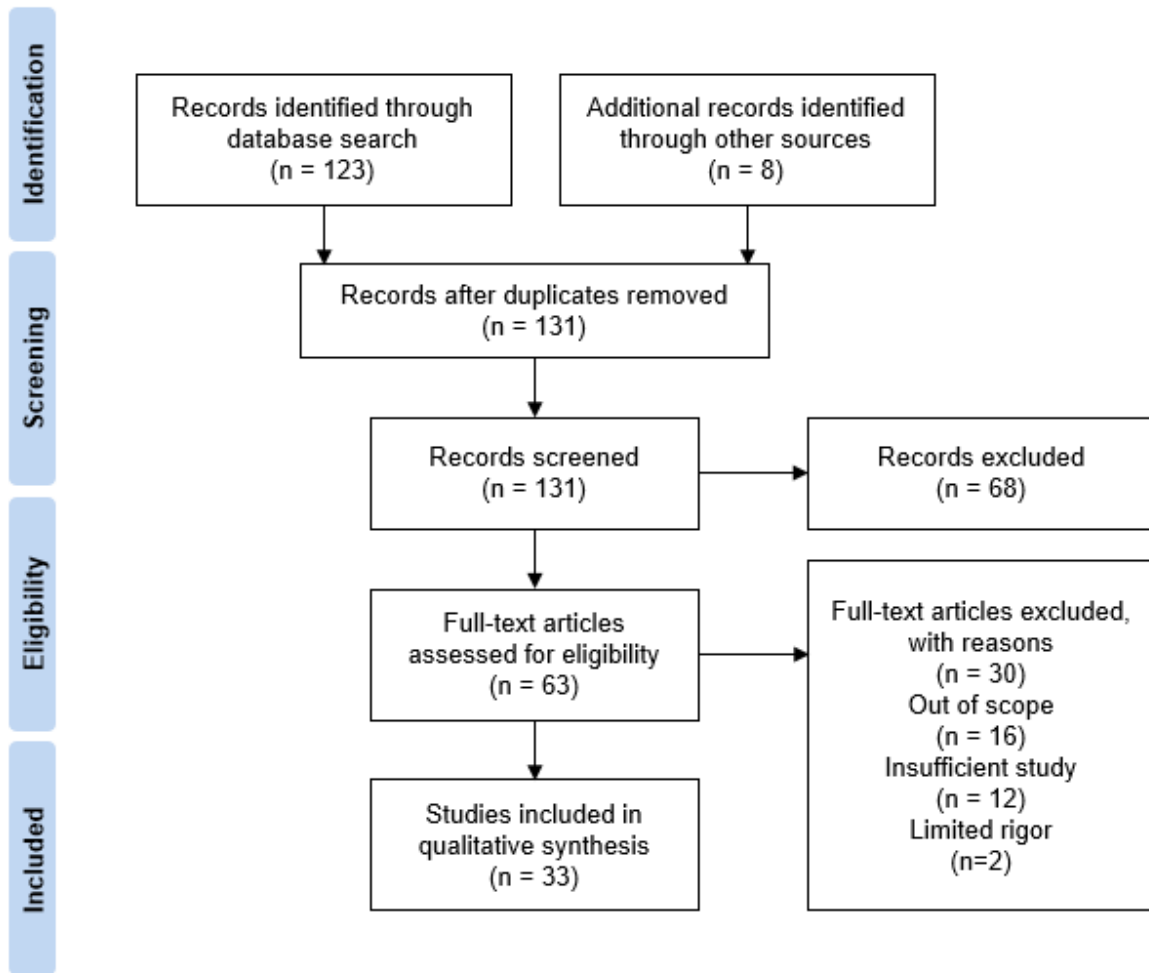 Identification
Records identified through
database search
(n = 123)
Additional records identified
through other sources
(n = 8)
Screening
Records after duplicates removed
(n = 131)
Records screened
(n = 131)
Records excluded
(n = 68)
Eligibility
Full-text articles
assessed for eligibility
(n = 63)
Full-text articles excluded,
with reasons
(n = 30)
Out of scope
(n = 16)
Insufficient study
(n = 12)
Limited rigor
(n=2)
Included
Studies included in
qualitative synthesis
(n = 33)